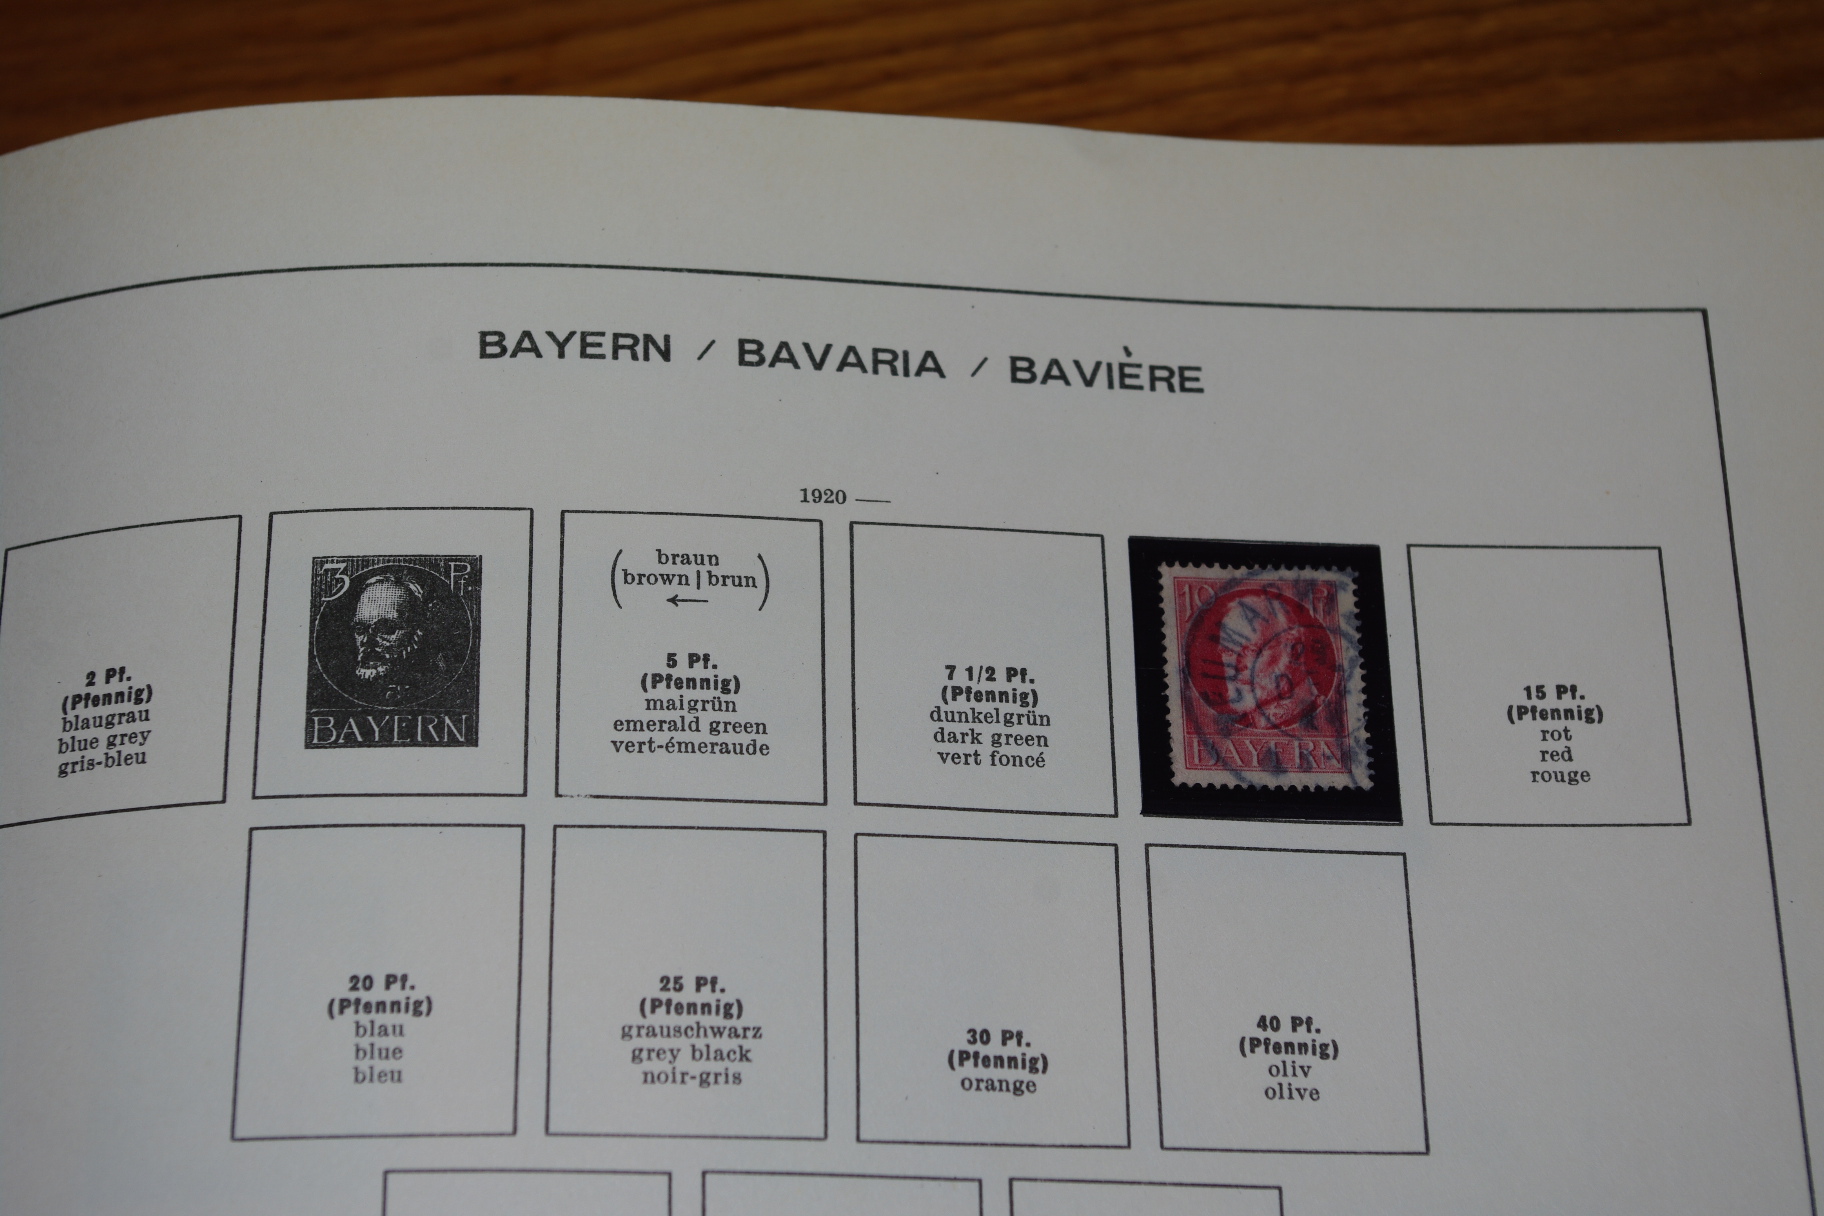 BAYERN / BAVARIA / BAVIÈRE
1920 —
2 Pf.
(Pfennig)
blaugrau
blue grey
gris-bleu
3 Pf.
BAYERN
(braun
brown | brun)
←
5 Pf.
(Pfennig)
maigrün
emerald green
vert-émeraude
7 1/2 Pf.
(Pfennig)
dunkelgrün
dark green
vert foncé
10 Pf
BAYERN
15 Pf.
(Pfennig)
rot
red
rouge
20 Pf.
(Pfennig)
blau
blue
bleu
25 Pf.
(Pfennig)
grauschwarz
grey black
noir-gris
30 Pf.
(Pfennig)
orange
40 Pf.
(Pfennig)
oliv
olive